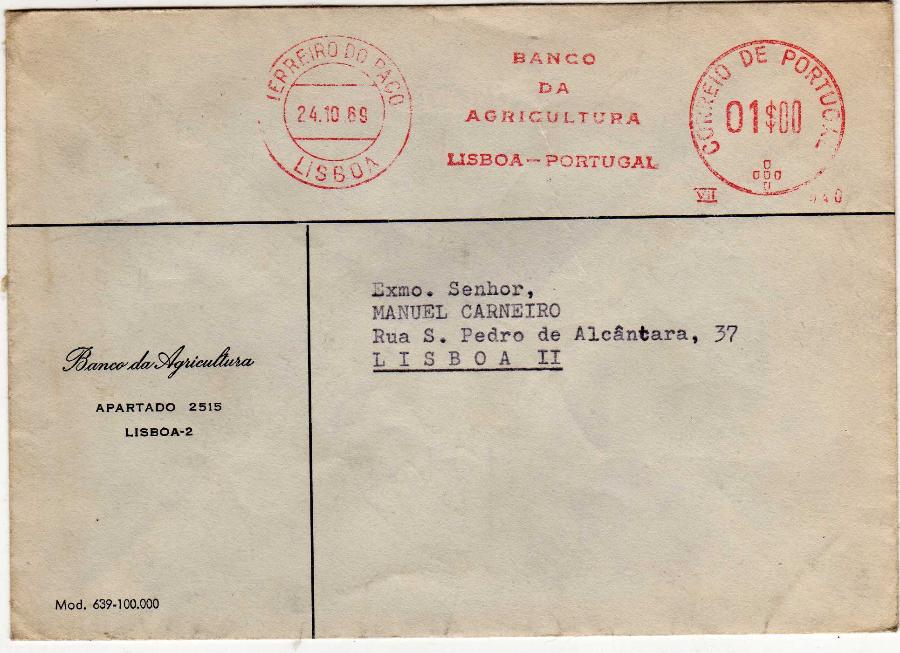 TERREIRO DO PAÇO
24.10.69
LISBOA
BANCO
DA
AGRICULTURA
LISBOA-PORTUGAL
CORREIO DE PORTUGAL
01$00
VII
Exmo. Senhor,
MANUEL CARNEIRO
Rua S. Pedro de Alcântara, 37
L I S B O A II
Banco da Agricultura
APARTADO 2515
LISBOA-2
Mod. 639-100.000